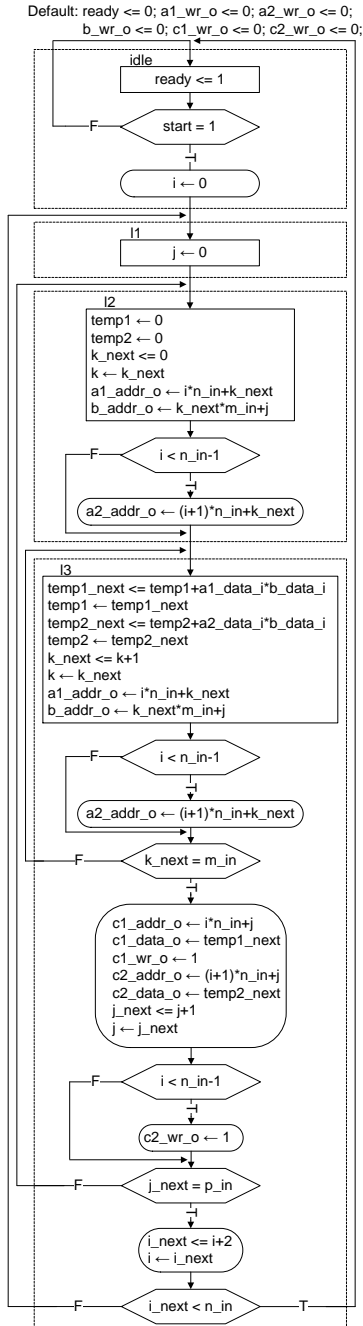 Default: ready <= 0; a1_wr_o <= 0; a2_wr_o <= 0;
b_wr_o <= 0; c1_wr_o <= 0; c2_wr_o <= 0;
idle
ready <= 1
F
start = 1
T
i ← 0
l1
j ← 0
l2
temp1 ← 0
temp2 ← 0
k_next <= 0
k ← k_next
a1_addr_o ← i*n_in+k_next
b_addr_o ← k_next*m_in+j
F
i < n_in-1
T
a2_addr_o ← (i+1)*n_in+k_next
l3
temp1_next <= temp1+a1_data_i*b_data_i
temp1 ← temp1_next
temp2_next <= temp2+a2_data_i*b_data_i
temp2 ← temp2_next
k_next <= k+1
k ← k_next
a1_addr_o ← i*n_in+k_next
b_addr_o ← k_next*m_in+j
F
i < n_in-1
T
a2_addr_o ← (i+1)*n_in+k_next
F
k_next = m_in
T
c1_addr_o ← i*n_in+j
c1_data_o ← temp1_next
c1_wr_o ← 1
c2_addr_o ← (i+1)*n_in+j
c2_data_o ← temp2_next
j_next <= j+1
j ← j_next
F
i < n_in-1
T
c2_wr_o ← 1
F
j_next = p_in
T
i_next <= i+2
i ← i_next
F
i_next < n_in
T